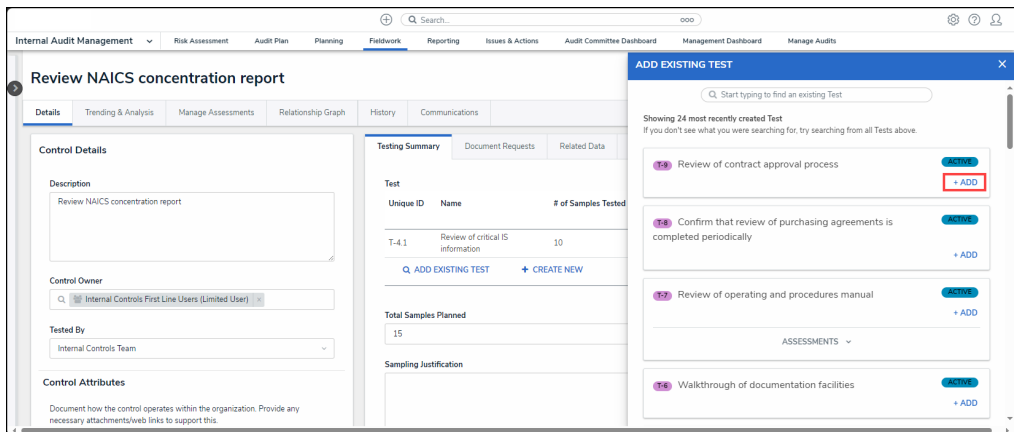 Search...
ooo
Internal Audit Management
Risk Assessment
Audit Plan
Planning
Fieldwork
Reporting
Issues & Actions
Audit Committee Dashboard
Management Dashboard
Manage Audits
Review NAICS concentration report
Details
Trending & Analysis
Manage Assessments
Relationship Graph
History
Communications
Control Details
Description
Review NAICS concentration report
Control Owner
Internal Controls First Line Users (Limited User) ×
Tested By
Internal Controls Team
Control Attributes
Document how the control operates within the organization. Provide any
necessary attachments/web links to support this.
Testing Summary
Document Requests
Related Data
Test
Unique ID Name # of Samples Tested
T-4.1 Review of critical IS information 10
ADD EXISTING TEST + CREATE NEW
Total Samples Planned
15
Sampling Justification
ADD EXISTING TEST ×
Start typing to find an existing Test
Showing 24 most recently created Test
If you don't see what you were searching for, try searching from all Tests above.
T-9 Review of contract approval process ACTIVE
+ ADD
T-8 Confirm that review of purchasing agreements is ACTIVE
completed periodically
+ ADD
T-7 Review of operating and procedures manual ACTIVE
+ ADD
ASSESSMENTS
T-6 Walkthrough of documentation facilities ACTIVE
+ ADD